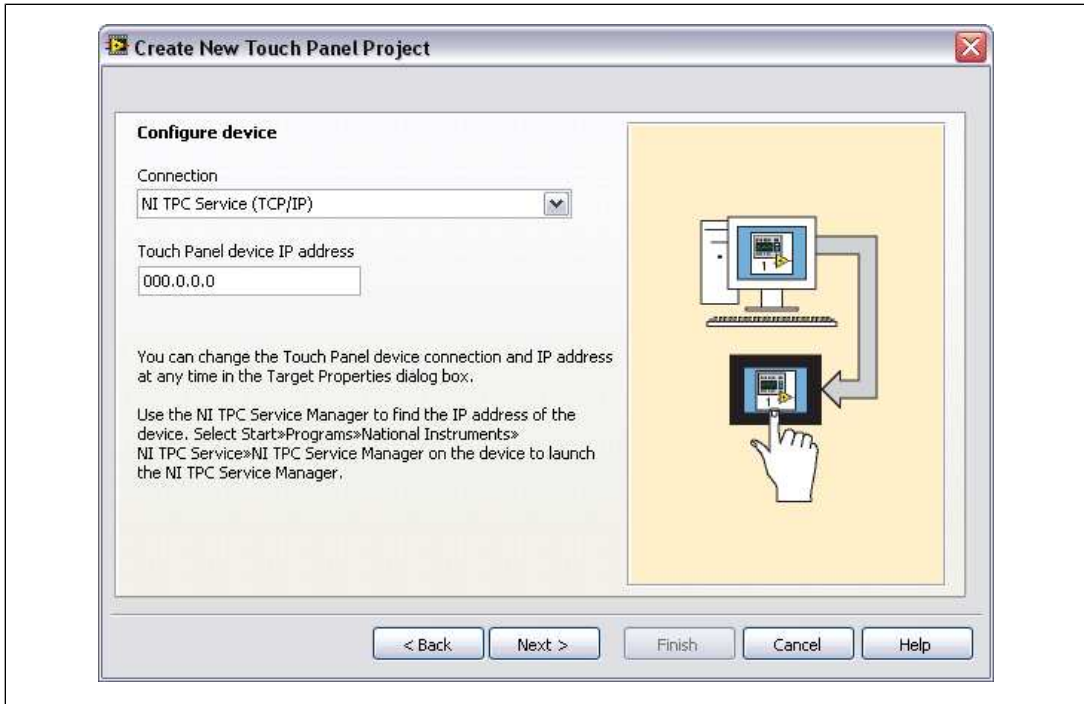 Create New Touch Panel Project
Configure device
Connection
NI TPC Service (TCP/IP)
Touch Panel device IP address
000.0.0.0
You can change the Touch Panel device connection and IP address
at any time in the Target Properties dialog box.
Use the NI TPC Service Manager to find the IP address of the
device. Select Start»Programs»National Instruments»
NI TPC Service»NI TPC Service Manager on the device to launch
the NI TPC Service Manager.
1
1
< Back
Next >
Finish
Cancel
Help